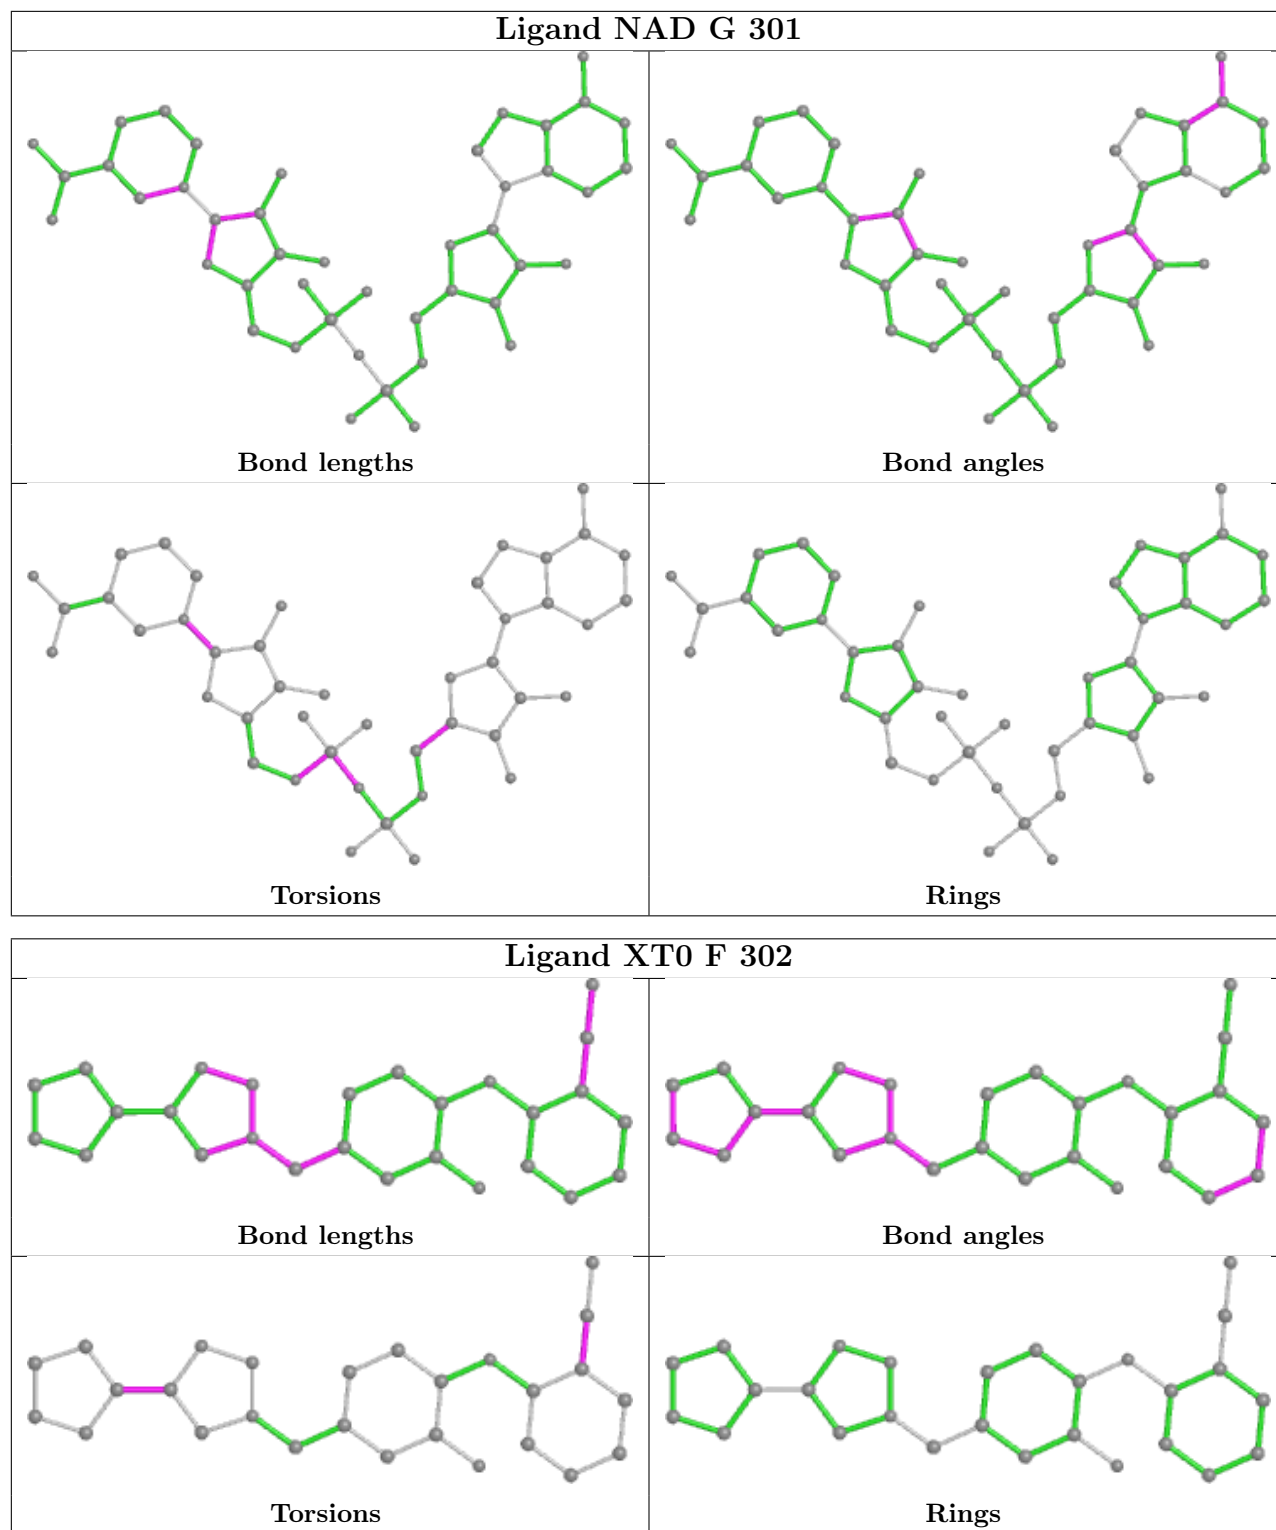 Ligand NAD G 301
Bond lengths
Bond angles
Torsions
Rings
Ligand XT0 F 302
Bond lengths
Bond angles
Torsions
Rings